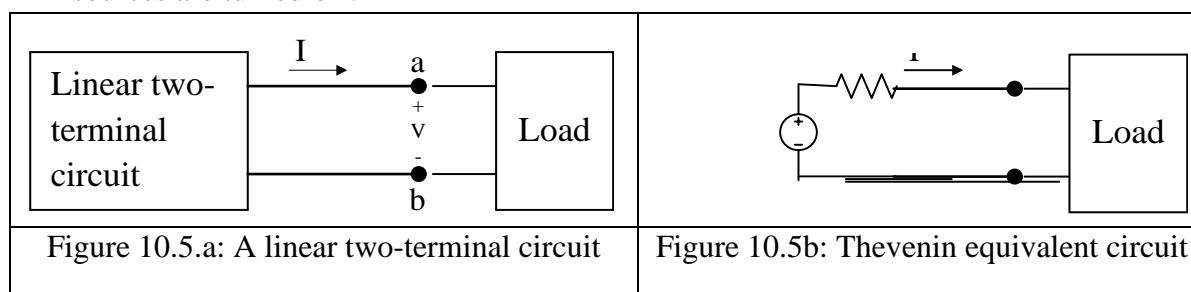 I
a
Linear two-
terminal
circuit
+
v
-
b
Load
+
-
Load
Figure 10.5.a: A linear two-terminal circuit
Figure 10.5b: Thevenin equivalent circuit